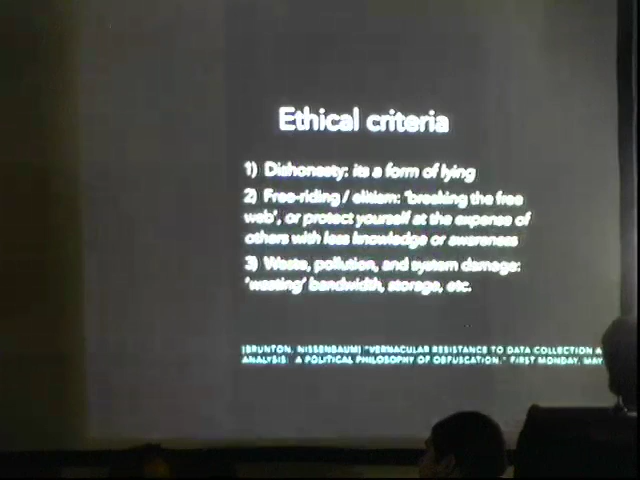 Ethical criteria
1) Dishonesty: its a form of lying
2) Free-riding / elitism: 'breaking the free
web', or protect yourself at the expense of
others with less knowledge or awareness
3) Waste, pollution, and system damage:
'wasting' bandwidth, storage, etc.
[BRUNTON, NISSENBAUM] "VERNACULAR RESISTANCE TO DATA COLLECTION A
ANALYSIS: A POLITICAL PHILOSOPHY OF OBFUSCATION." FIRST MONDAY, MAY